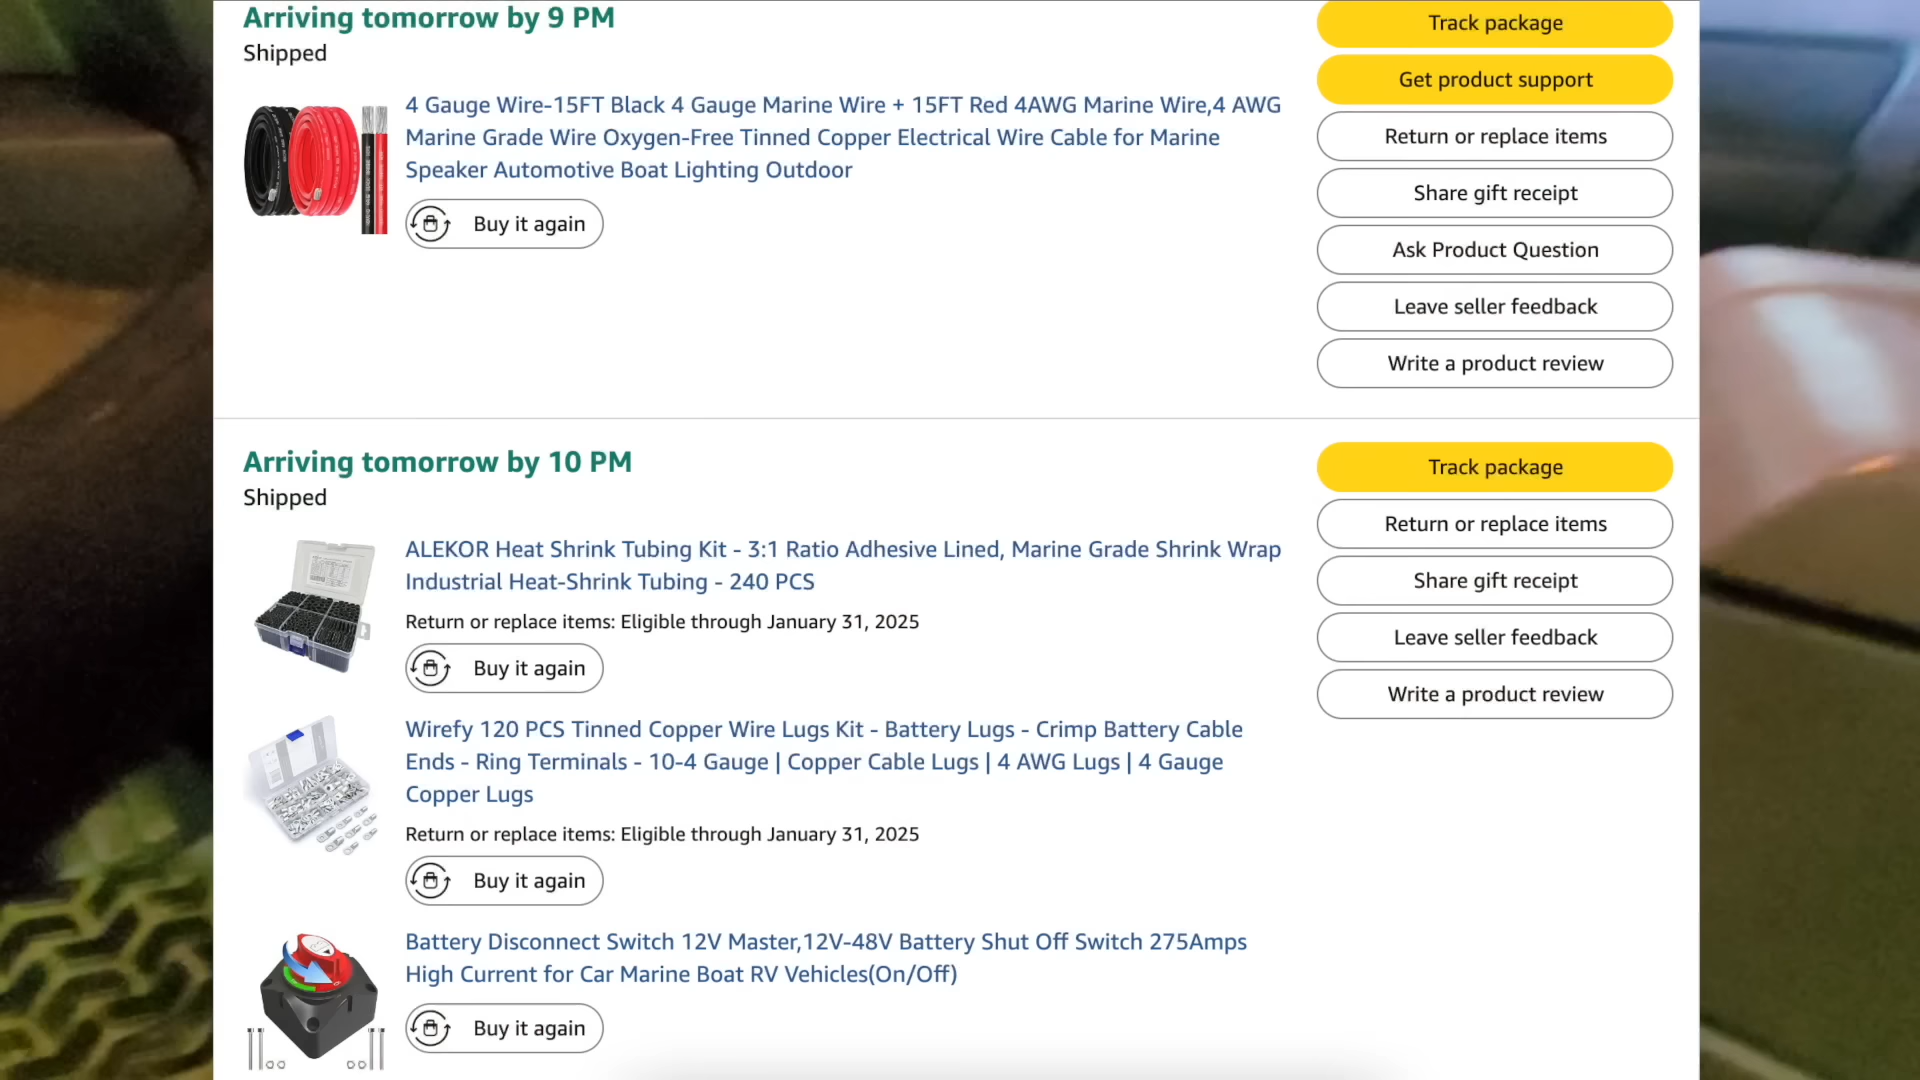 Arriving tomorrow by 9 PM
Shipped
4 Gauge Wire-15FT Black 4 Gauge Marine Wire + 15FT Red 4AWG Marine Wire,4 AWG
Marine Grade Wire Oxygen-Free Tinned Copper Electrical Wire Cable for Marine
Speaker Automotive Boat Lighting Outdoor
Buy it again
Track package
Get product support
Return or replace items
Share gift receipt
Ask Product Question
Leave seller feedback
Write a product review
Arriving tomorrow by 10 PM
Shipped
ALEKOR Heat Shrink Tubing Kit - 3:1 Ratio Adhesive Lined, Marine Grade Shrink Wrap
Industrial Heat-Shrink Tubing - 240 PCS
Return or replace items: Eligible through January 31, 2025
Buy it again
Wirefy 120 PCS Tinned Copper Wire Lugs Kit - Battery Lugs - Crimp Battery Cable
Ends - Ring Terminals - 10-4 Gauge | Copper Cable Lugs | 4 AWG Lugs | 4 Gauge
Copper Lugs
Return or replace items: Eligible through January 31, 2025
Buy it again
Battery Disconnect Switch 12V Master,12V-48V Battery Shut Off Switch 275Amps
High Current for Car Marine Boat RV Vehicles(On/Off)
Buy it again
Track package
Return or replace items
Share gift receipt
Leave seller feedback
Write a product review